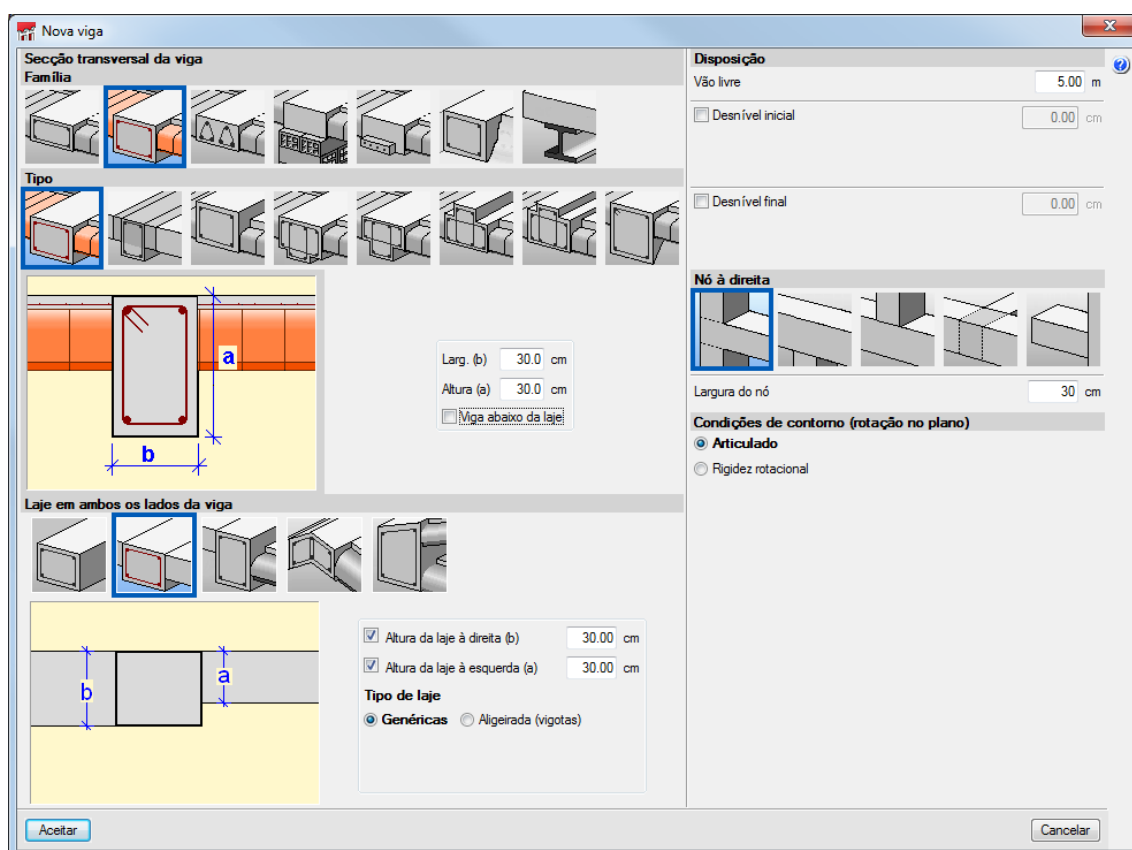 Nova viga
Secção transversal da viga
Família
Tipo
a
b
Larg. (b) 30.0 cm
Altura (a) 30.0 cm
Viga abaixo da laje
Laje em ambos os lados da viga
b
a
Altura da laje à direita (b) 30.00 cm
Altura da laje à esquerda (a) 30.00 cm
Tipo de laje
Genéricas Aligeirada (vigotas)
Disposição
Vão livre 5.00 m
Desnível inicial 0.00 cm
Desnível final 0.00 cm
Nó à direita
Largura do nó 30 cm
Condições de contorno (rotação no plano)
Articulado
Rigidez rotacional
Aceitar
Cancelar